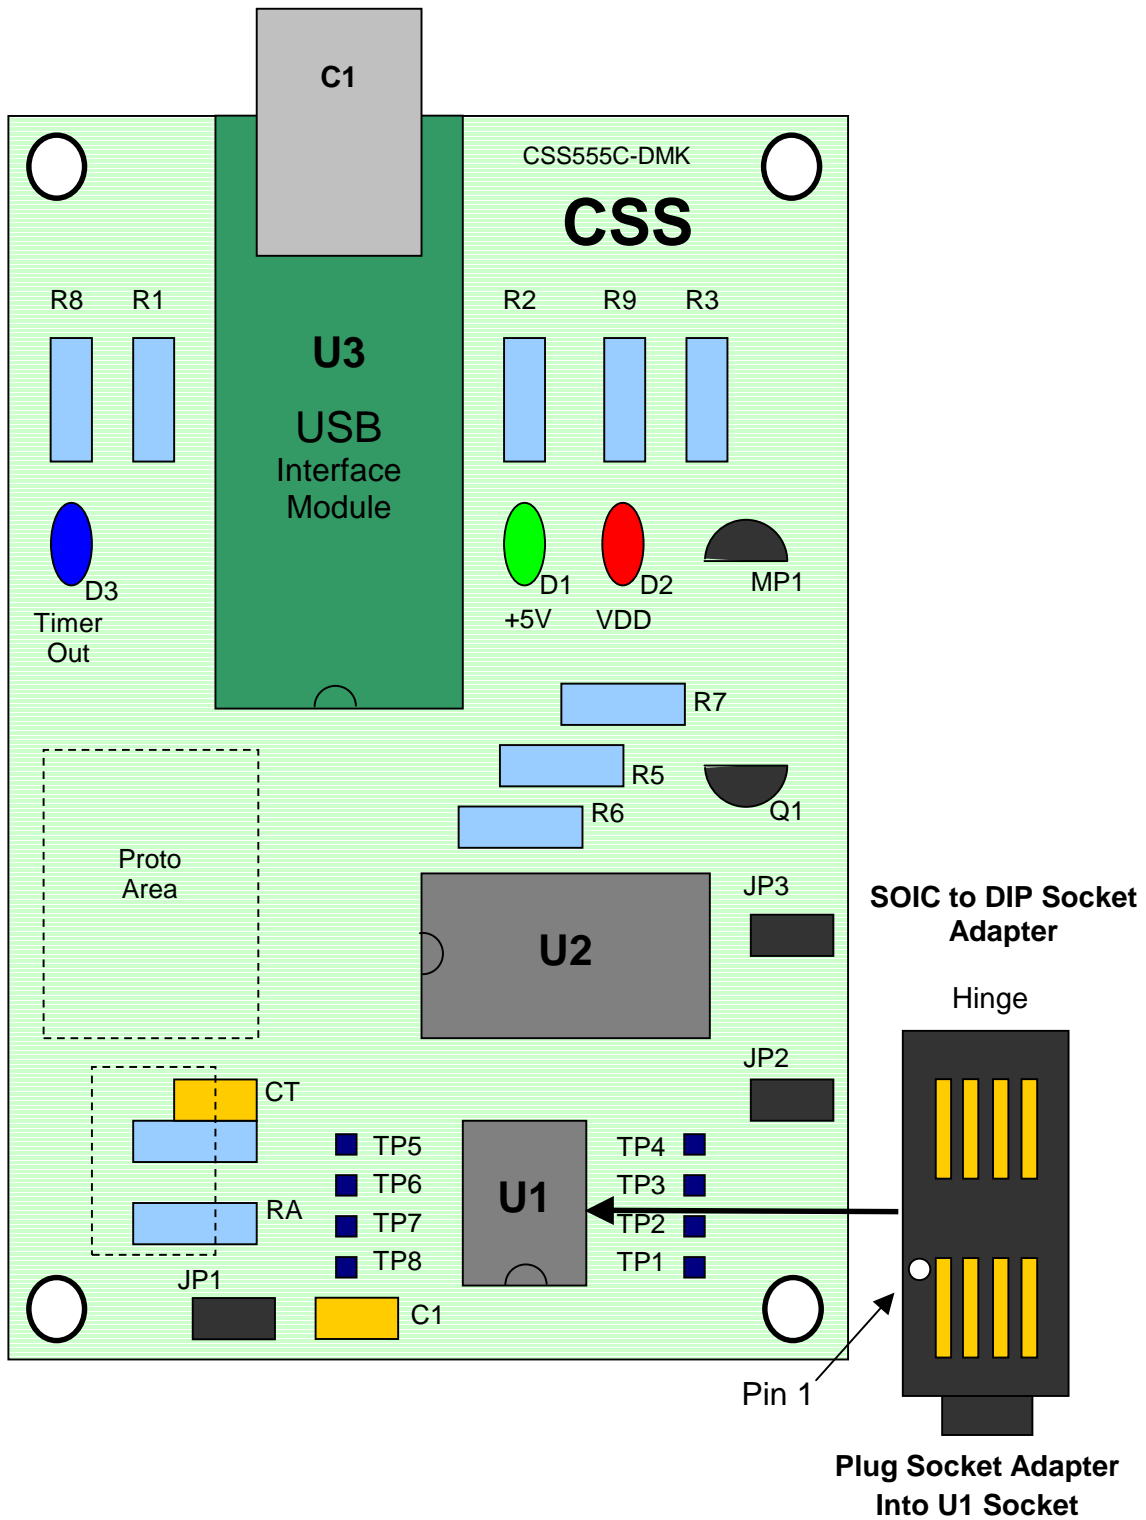 C1
CSS555C-DMK
CSS
R8
R1
R2
R9
R3
U3
USB
Interface
Module
D3
Timer
Out
D1
+5V
D2
VDD
MP1
R7
R5
R6
Q1
Proto
Area
U2
JP3
SOIC to DIP Socket
Adapter
Hinge
JP2
CT
RA
TP5
TP6
TP7
TP8
U1
TP4
TP3
TP2
TP1
JP1
C1
Pin 1
Plug Socket Adapter
Into U1 Socket